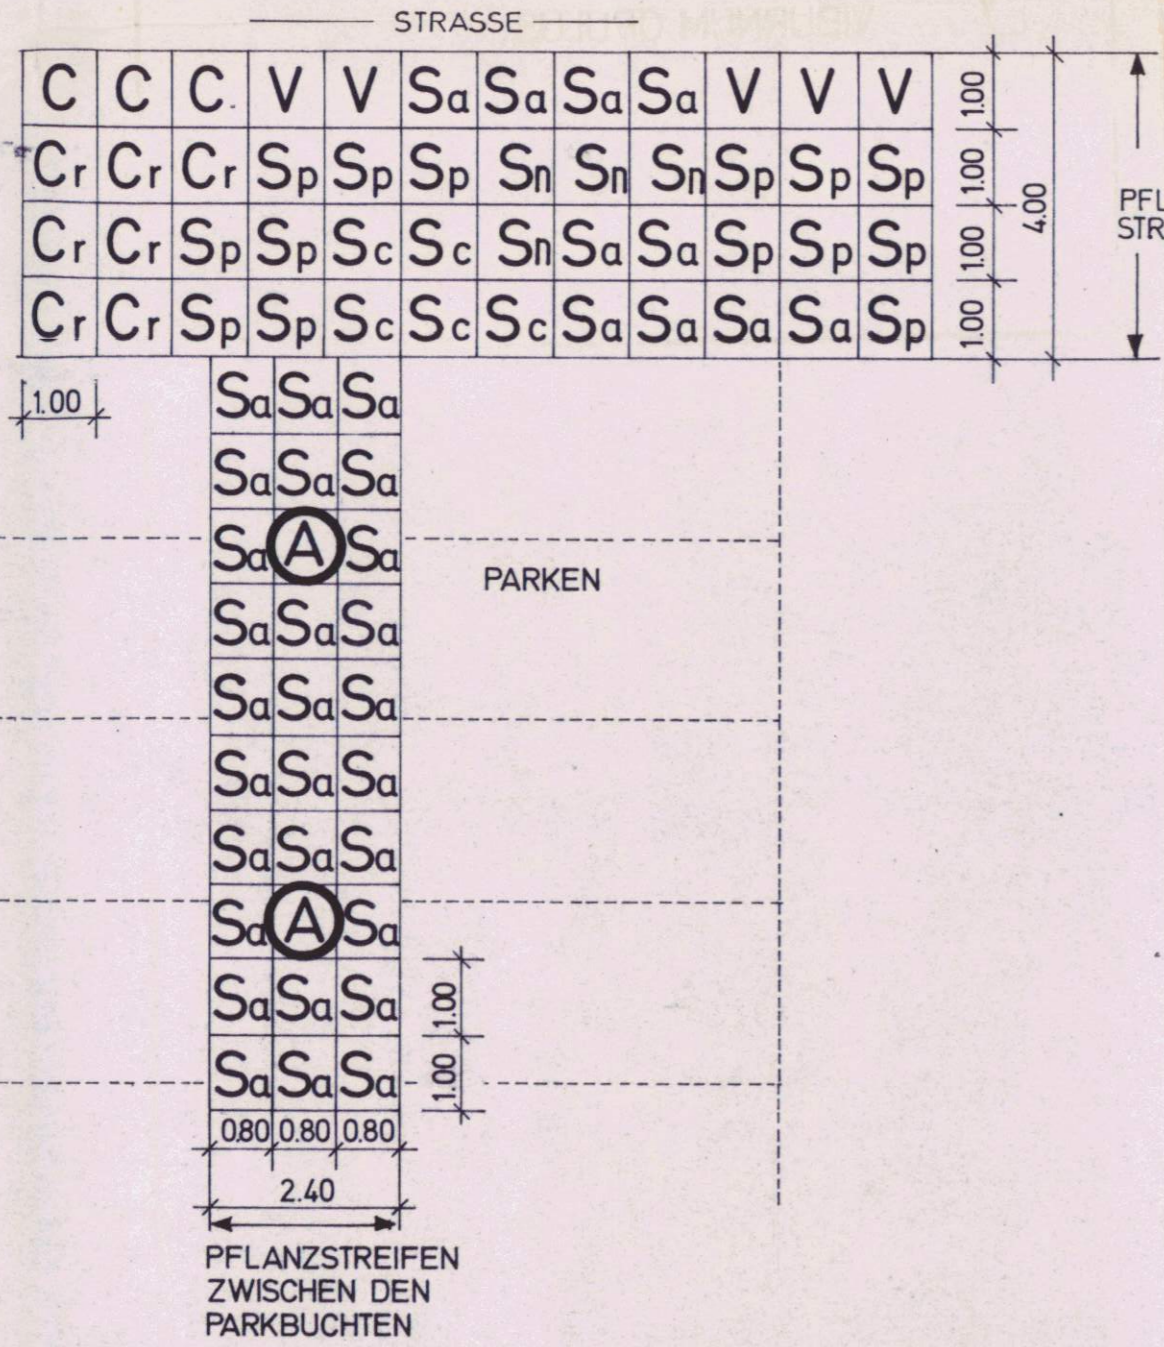 STRASSE
C C C. V V Sa Sa Sa Sa V V V
Cr Cr Cr Sp Sp Sp Sn Sn Sn Sp Sp Sp
Cr Cr Sp Sp Sc Sc Sn Sa Sa Sp Sp Sp
Cr Cr Sp Sp Sc Sc Sc Sa Sa Sa Sa Sp
1.00
1.00
1.00
1.00
4.00
PFL
STR
1.00
Sa Sa Sa
Sa Sa Sa
Sa A Sa
PARKEN
Sa Sa Sa
Sa Sa Sa
Sa Sa Sa
Sa Sa Sa
Sa A Sa
Sa Sa Sa
1.00
Sa Sa Sa
1.00
0.80 0.80 0.80
2.40
PFLANZSTREIFEN
ZWISCHEN DEN
PARKBUCHTEN